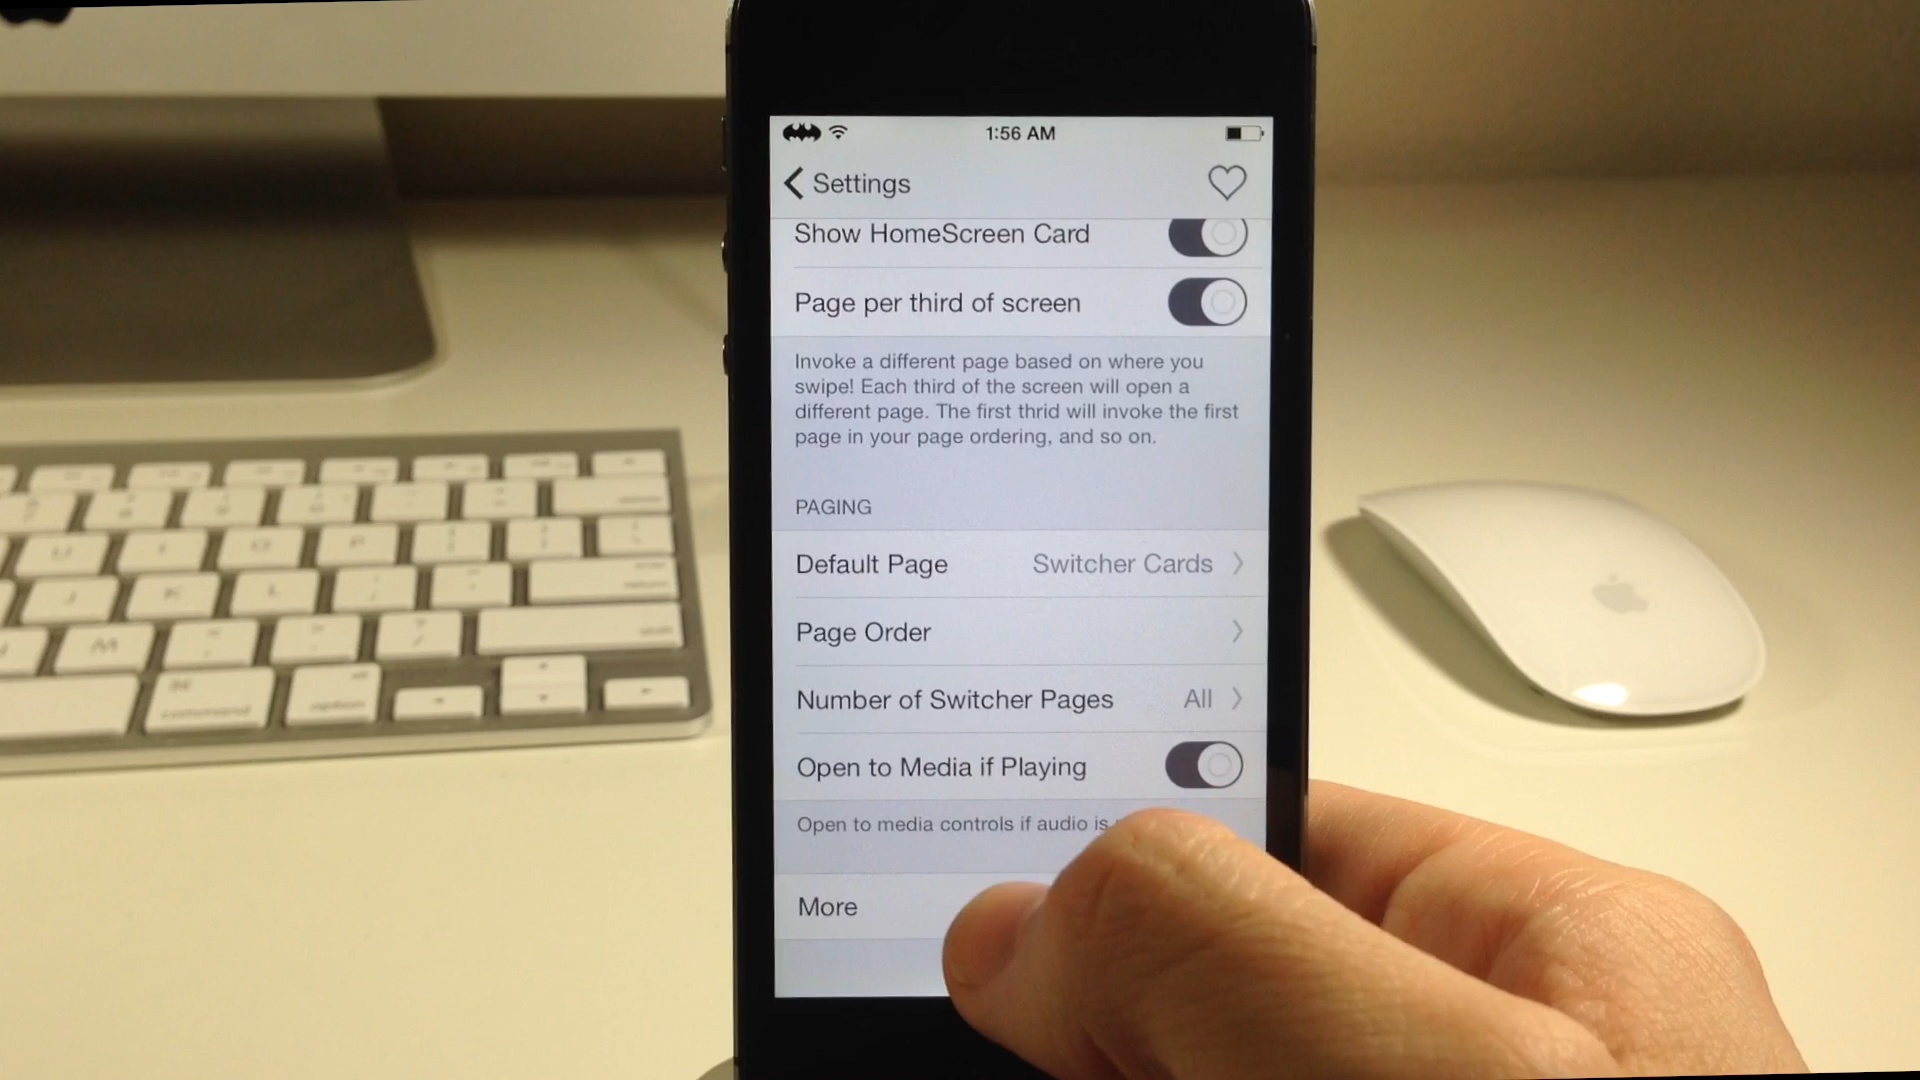 1:56 AM
Settings
Show HomeScreen Card
Page per third of screen
Invoke a different page based on where you
swipe! Each third of the screen will open a
different page. The first thrid will invoke the first
page in your page ordering, and so on.
PAGING
Default Page Switcher Cards
Page Order
Number of Switcher Pages All
Open to Media if Playing
Open to media controls if audio is
More
command
option